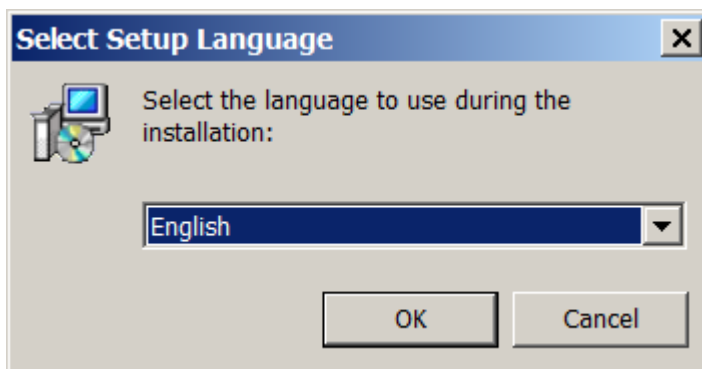 Select Setup Language
Select the language to use during the
installation:
English
OK
Cancel